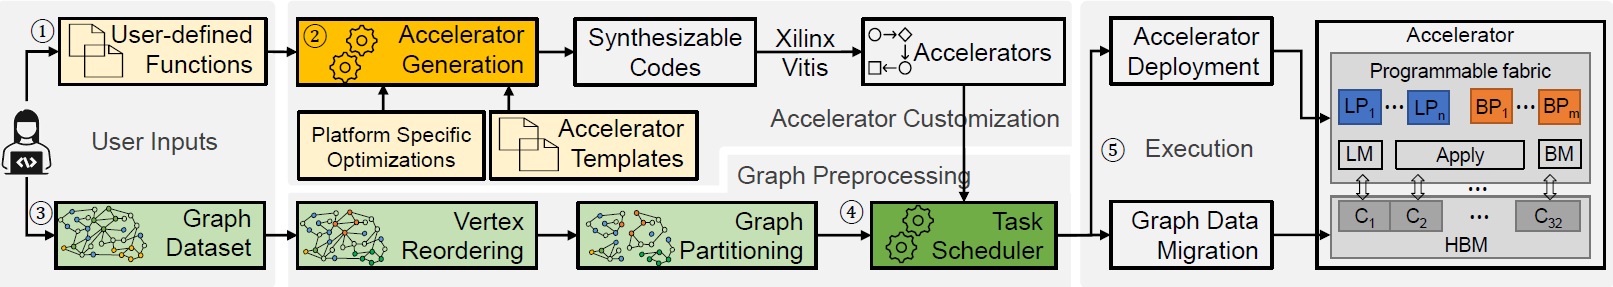 ① User-defined
Functions
② Accelerator
Generation
Synthesizable
Codes
Xilinx
Vitis
Accelerators
Platform Specific
Optimizations
Accelerator
Templates
Accelerator Customization
User Inputs
③ Graph
Dataset
Vertex
Reordering
Graph
Partitioning
Graph Preprocessing
④ Task
Scheduler
Accelerator
Deployment
⑤ Execution
Graph Data
Migration
Accelerator
Programmable fabric
LP1 ··· LPn BP1 ··· BPm
LM Apply BM
···
C1 C2 ··· C32
HBM